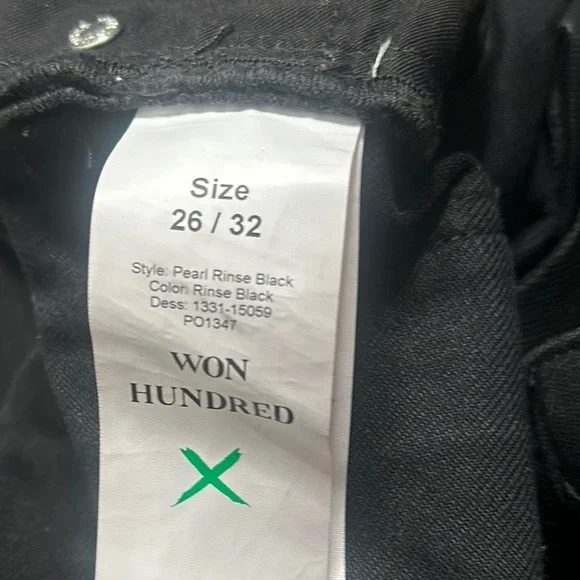 Size
26 / 32
Style: Pearl Rinse Black
Color: Rinse Black
Dess: 1331-15059
PO1347
WON
HUNDRED